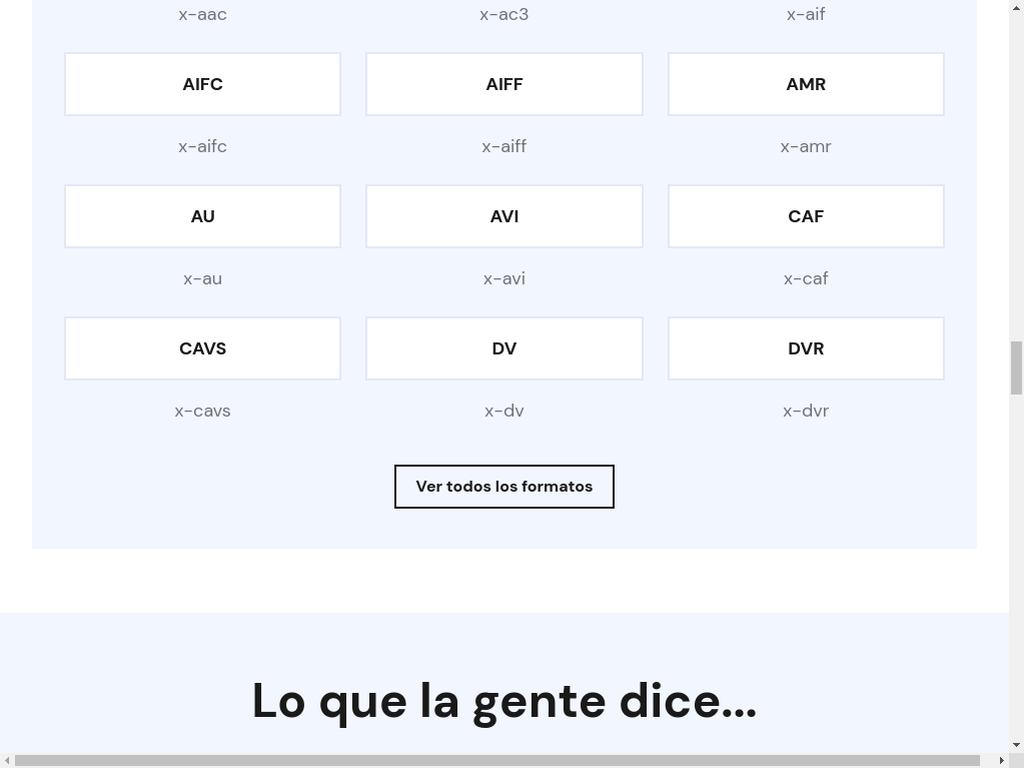 x-aac
x-ac3
x-aif
AIFC
AIFF
AMR
x-aifc
x-aiff
x-amr
AU
AVI
CAF
x-au
x-avi
x-caf
CAVS
DV
DVR
x-cavs
x-dv
x-dvr
Ver todos los formatos
Lo que la gente dice...